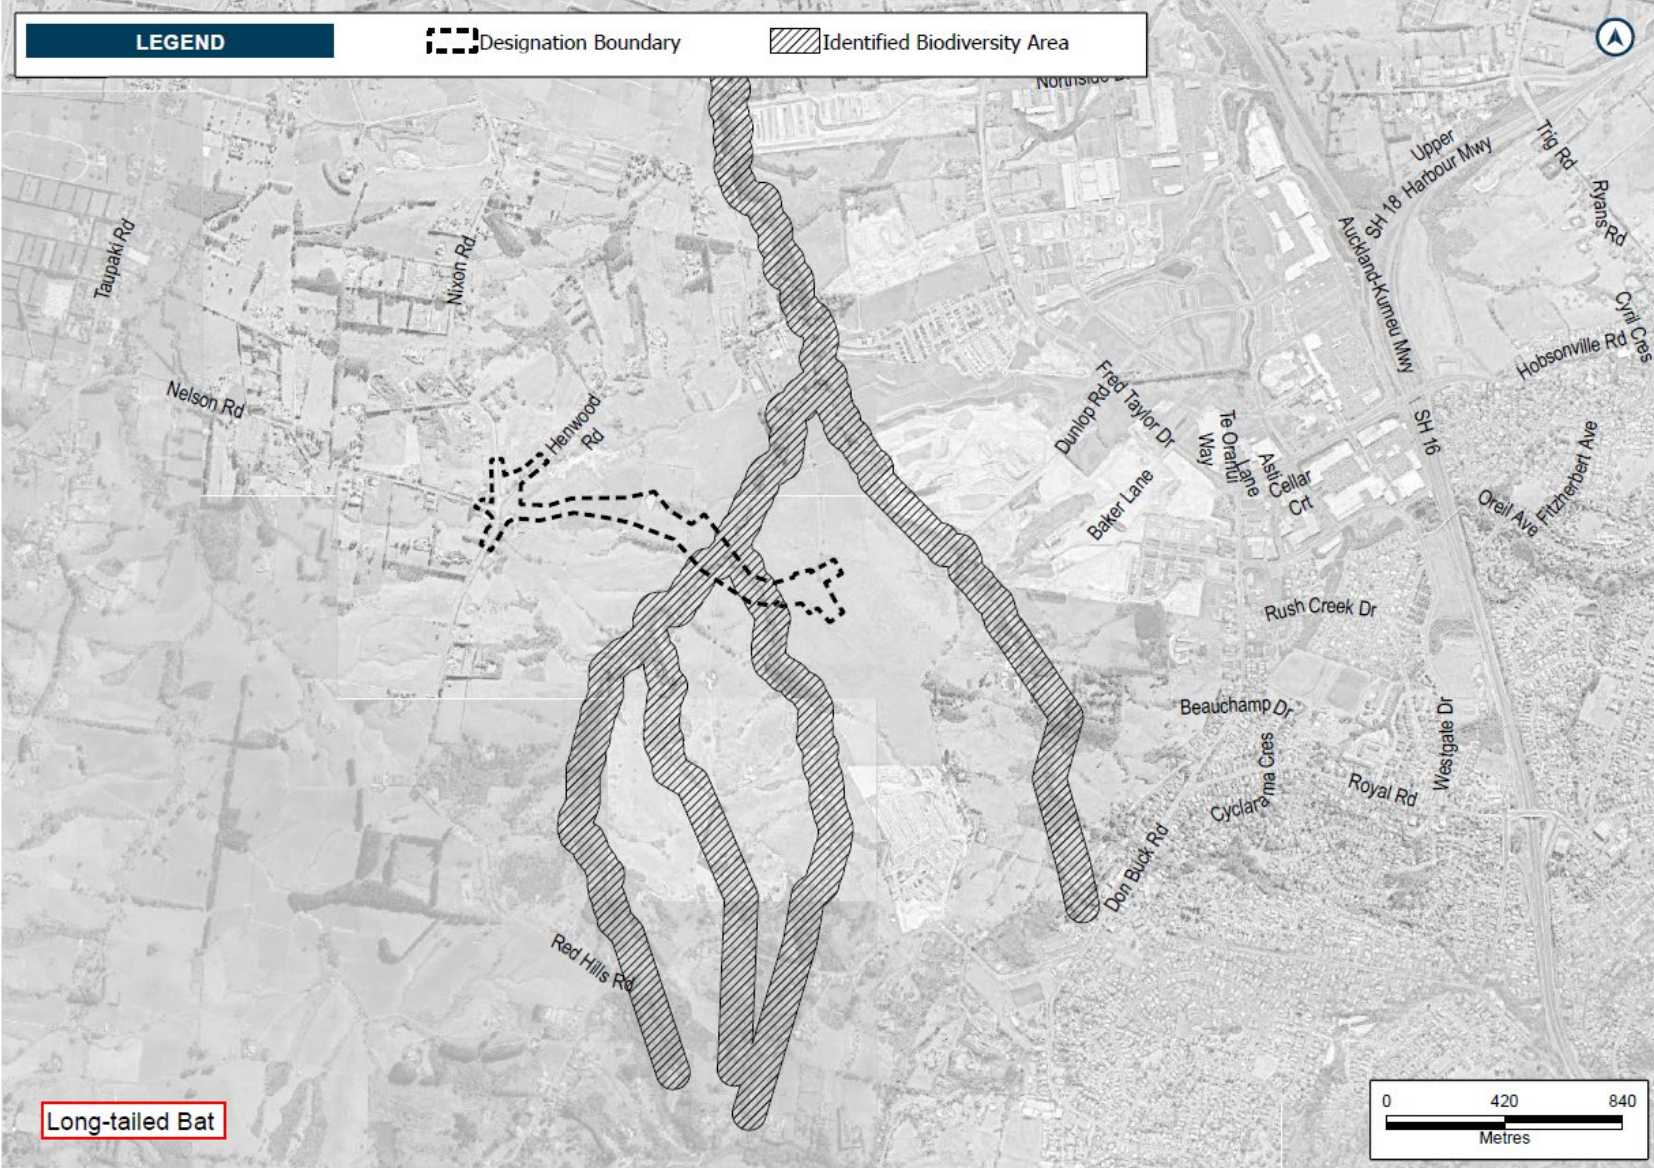 LEGEND
Designation Boundary
Identified Biodiversity Area
Northside
Upper
Harbour Mwy
SH 18
Trig Rd
Ryans
Rd
Taupaki Rd
Nixon Rd
Auckland-Kumeu Mwy
Cyril Cres
Hobsonville Rd
Nelson Rd
Henwood
Rd
Fred Taylor Dr
Dunlop Rd
Te Oranui
Way
Asti
Lane
Cellar
Crt
SH 16
Fitzherbert Ave
Oreil Ave
Baker Lane
Rush Creek Dr
Beauchamp Dr
Westgate Dr
Cyclarama Cres
Royal Rd
Don Buck Rd
Red Hills Rd
Long-tailed Bat
0 420 840
Metres